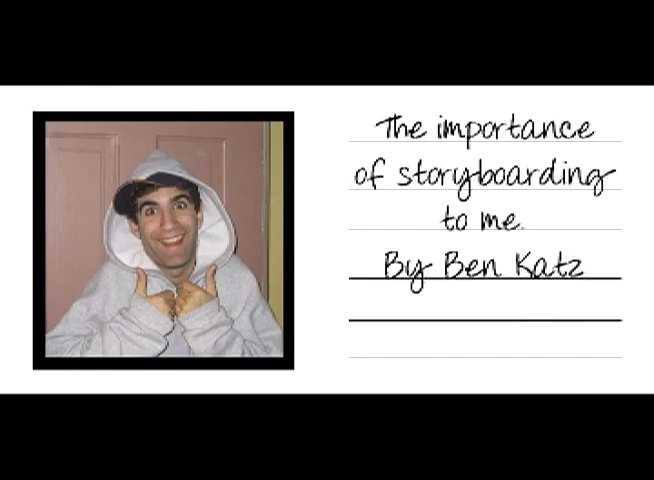 The importance
of storyboarding
to me.
By Ben Katz